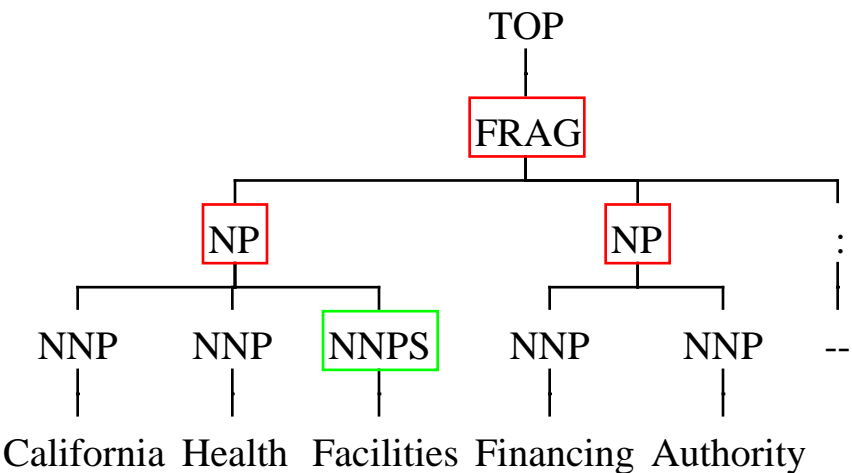 TOP
FRAG
NP NP :
NNP NNP NNPS NNP NNP --
California Health Facilities Financing Authority